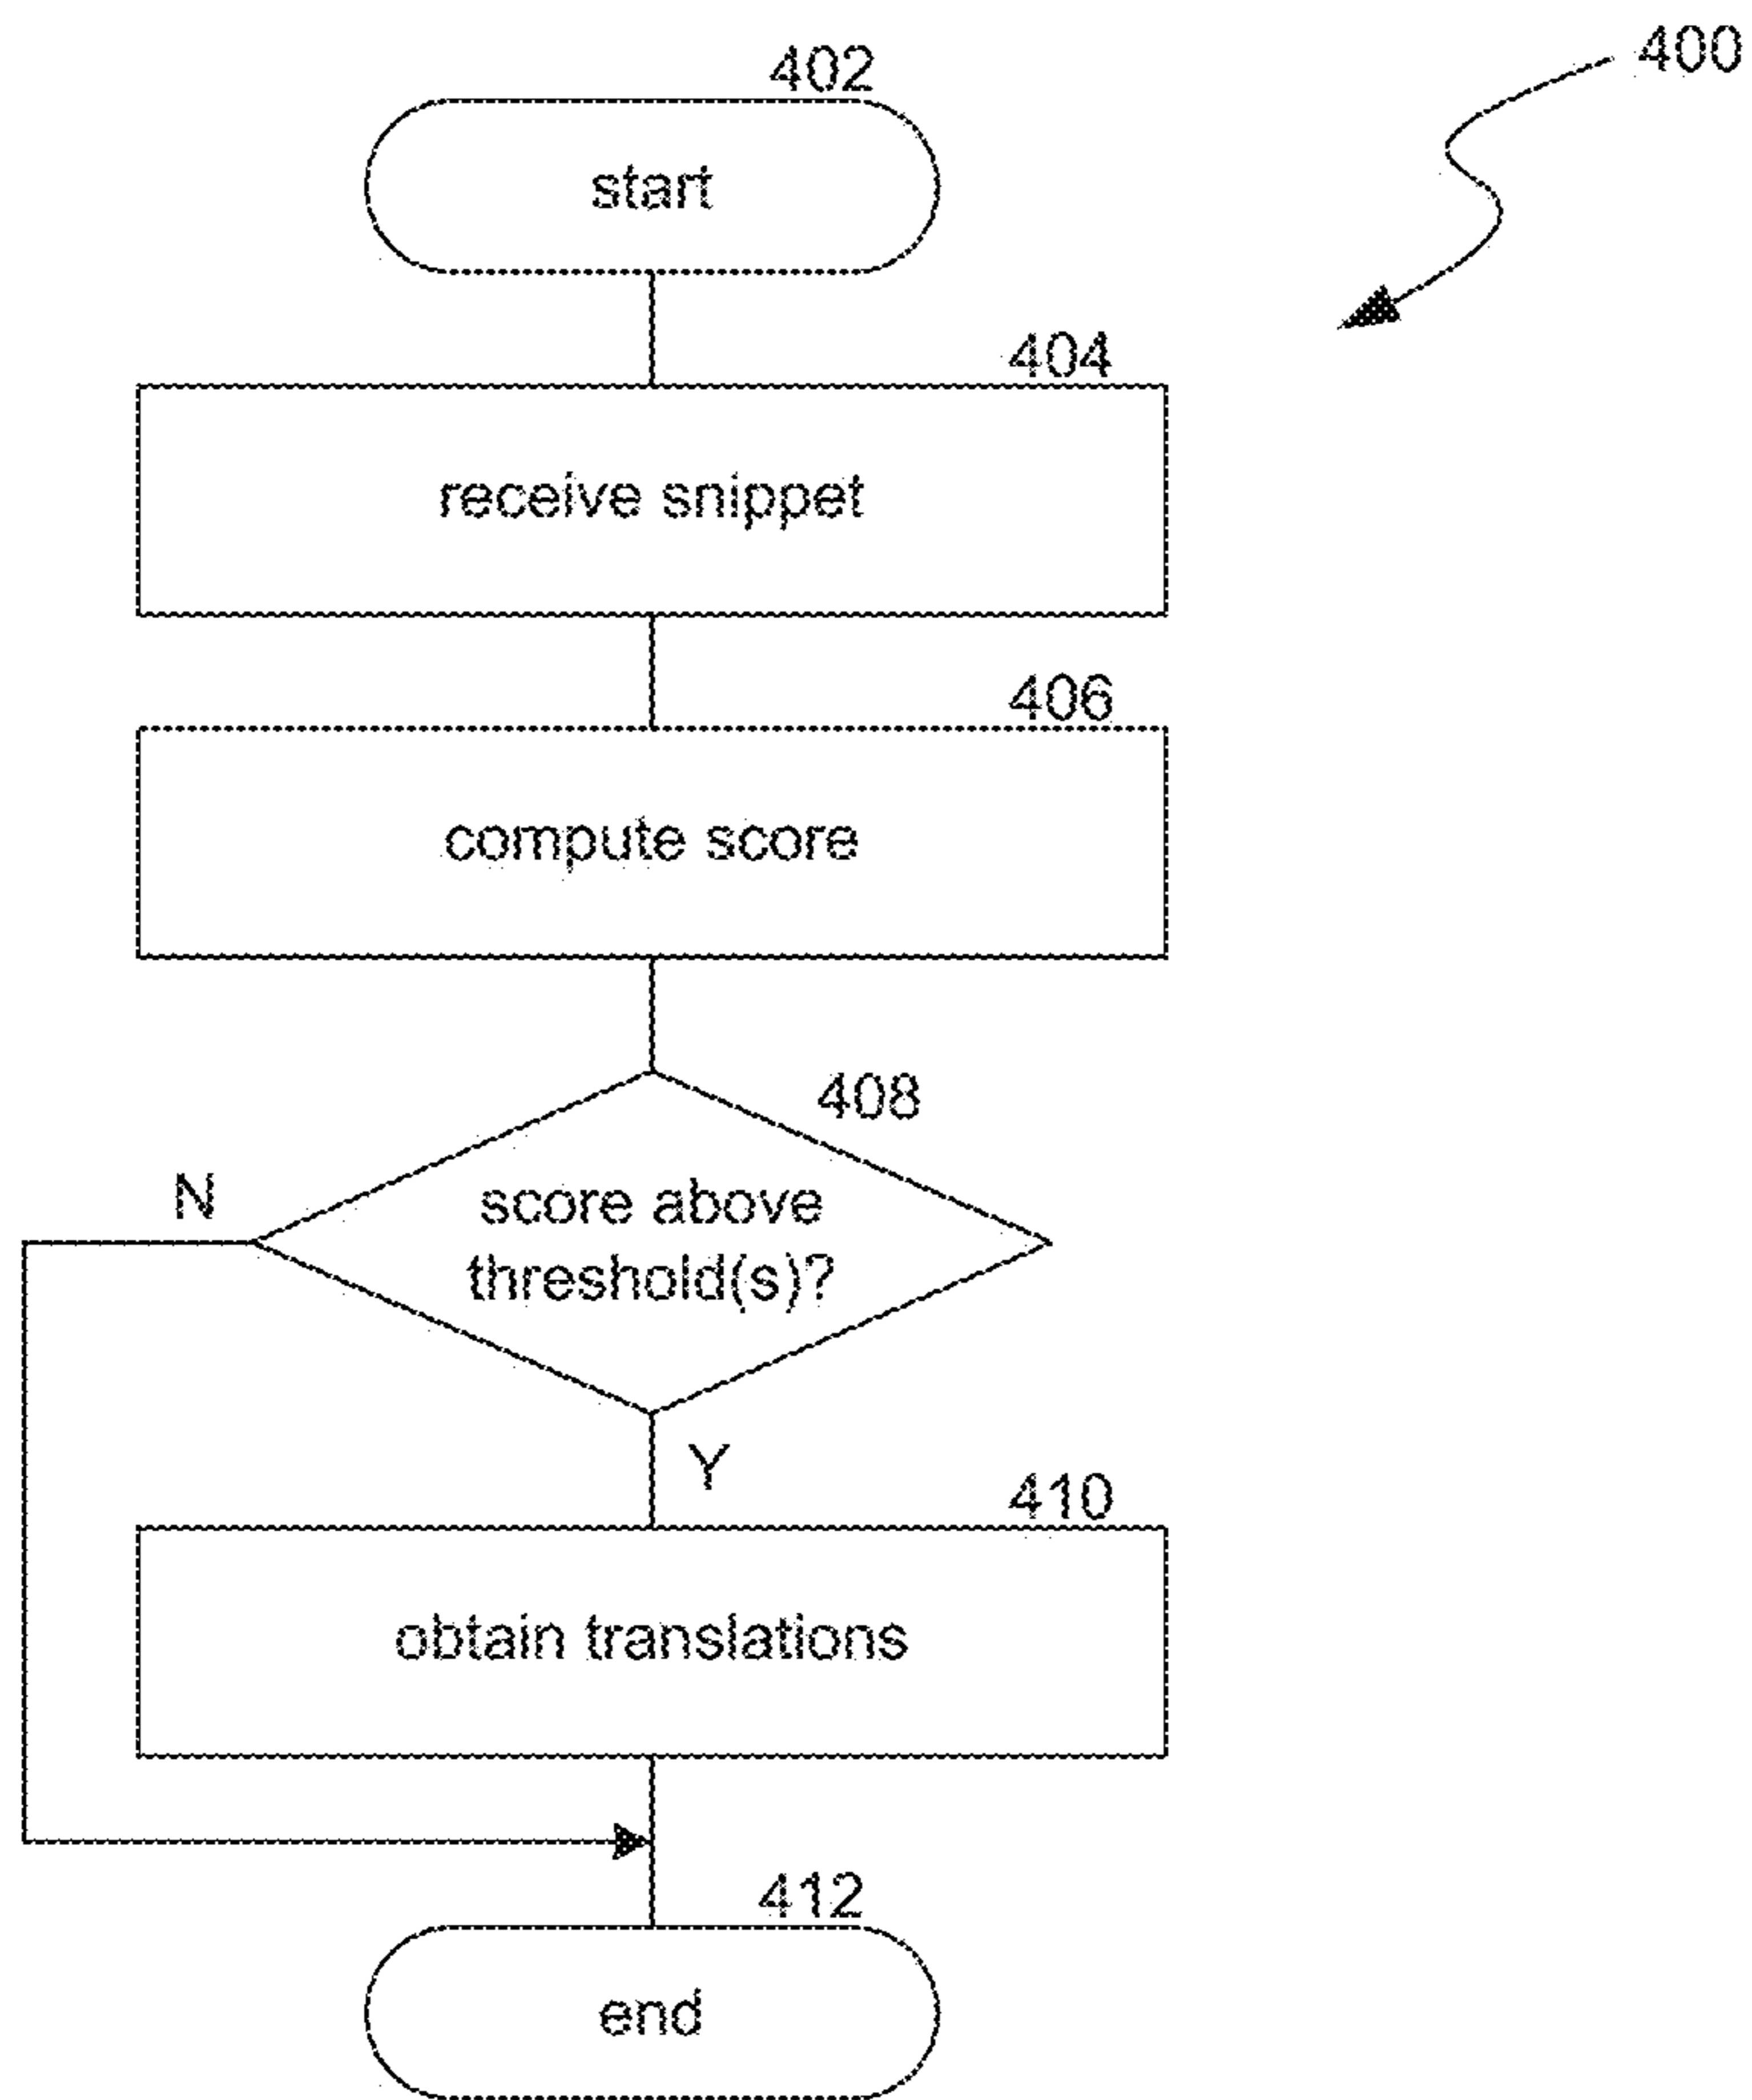 400
402
start
404
receive snippet
406
compute score
408
N
score above
threshold(s)?
Y
410
obtain translations
412
end